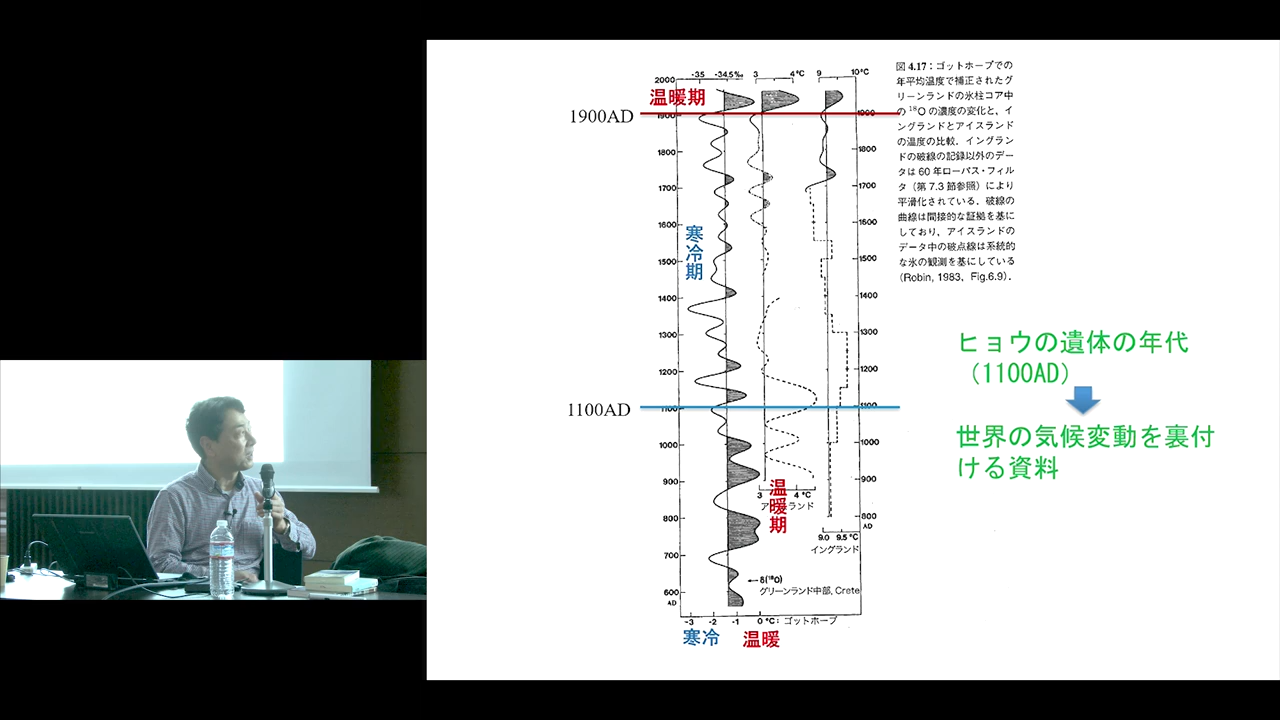 -35 -34.5‰ 3 4℃ 9 10℃
2000
温暖期
1900AD
1900 1900
1800 1800
1700 1700
1600 1600
寒冷期
1500 1500
1400 1400
1300 1300
1200 1200
1100AD
1100 1100
1000 1000
900 900
3 4℃
温暖期
800 800
AD
9.0 9.5℃
イングランド
700
600
AD
δ(¹⁸O)
グリーンランド中部, Crete
-3 -2 -1 0℃: ゴットホープ
寒冷 温暖
図4.17：ゴットホープでの
年平均温度で補正されたグ
リーンランドの氷柱コア中
の¹⁸Oの濃度の変化と、イ
ングランドとアイスランド
の温度の比較．イングラン
ドの破線の記録以外のデー
タは60年ローパス・フィル
タ（第7.3節参照）により
平滑化されている．破線の
曲線は間接的な証拠を基に
しており，アイスランドの
データ中の破点線は系統的
な氷の観測を基にしている
(Robin, 1983, Fig.6.9).
ヒョウの遺体の年代
（1100AD）
世界の気候変動を裏付
ける資料